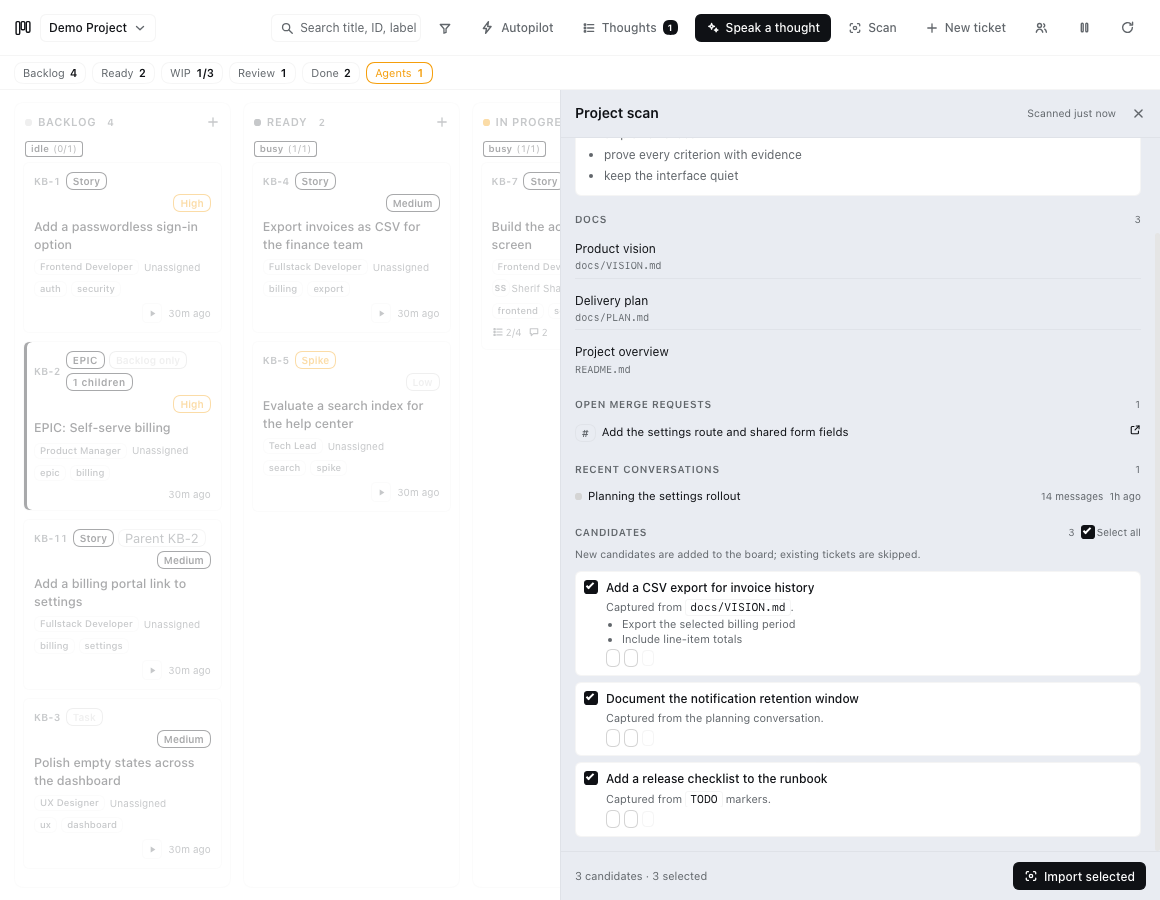 Demo Project
Search title, ID, label
Autopilot
Thoughts 1
Speak a thought
Scan
New ticket
Backlog 4
Ready 2
WIP 1/3
Review 1
Done 2
Agents 1
BACKLOG 4
idle (0/1)
KB-1 Story
High
Add a passwordless sign-in
option
Frontend Developer Unassigned
auth security
30m ago
KB-2 EPIC Backlog only
1 children
High
EPIC: Self-serve billing
Product Manager Unassigned
epic billing
30m ago
KB-11 Story Parent KB-2
Medium
Add a billing portal link to
settings
Fullstack Developer Unassigned
billing settings
30m ago
KB-3 Task
Medium
Polish empty states across
the dashboard
UX Designer Unassigned
ux dashboard
30m ago
READY 2
busy (1/1)
KB-4 Story
Medium
Export invoices as CSV for
the finance team
Fullstack Developer Unassigned
billing export
30m ago
KB-5 Spike
Low
Evaluate a search index for
the help center
Tech Lead Unassigned
search spike
30m ago
IN PROGRE
busy (1/1)
KB-7 Story
Build the ac
screen
Frontend Dev
SS Sherif Sha
frontend s
2/4 2
Project scan
Scanned just now
prove every criterion with evidence
keep the interface quiet
DOCS 3
Product vision
docs/VISION.md
Delivery plan
docs/PLAN.md
Project overview
README.md
OPEN MERGE REQUESTS 1
# Add the settings route and shared form fields
RECENT CONVERSATIONS 1
Planning the settings rollout 14 messages 1h ago
CANDIDATES 3 Select all
New candidates are added to the board; existing tickets are skipped.
Add a CSV export for invoice history
Captured from docs/VISION.md .
Export the selected billing period
Include line-item totals
Document the notification retention window
Captured from the planning conversation.
Add a release checklist to the runbook
Captured from TODO markers.
3 candidates · 3 selected
Import selected